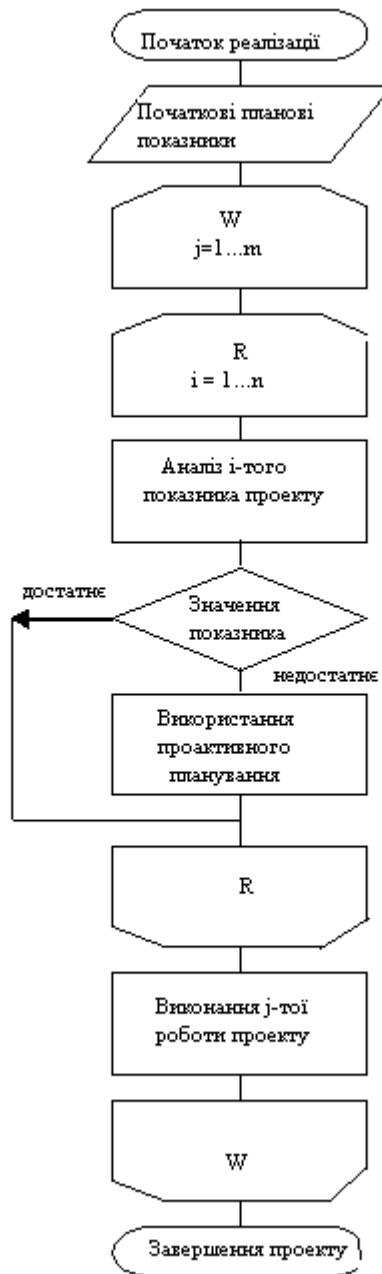 Початок реалізації
Початкові планові
показники
W
j=1...m
R
i = 1...n
Аналіз і-того
показника проекту
достатнє
Значення
показника
недостатнє
Використання
проактивного
планування
R
Виконання j-тої
роботи проекту
W
Завершення проекту